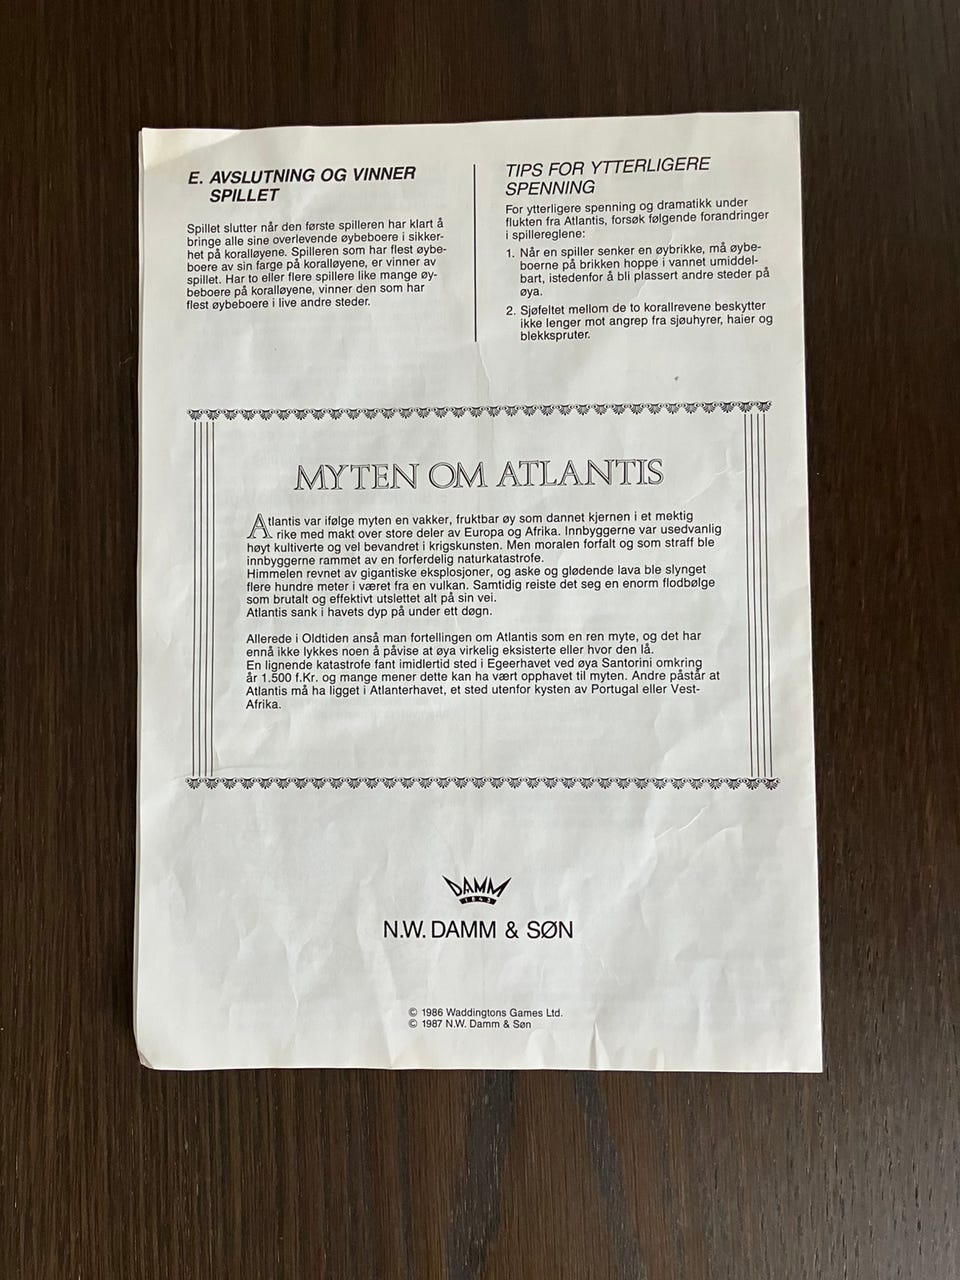 E. AVSLUTNING OG VINNER
SPILLET
Spillet slutter når den første spilleren har klart å
bringe alle sine overlevende øybeboere i sikker-
het på koralløyene. Spilleren som har flest øybe-
boere av sin farge på koralløyene, er vinner av
spillet. Har to eller flere spillere like mange øy-
beboere på koralløyene, vinner den som har
flest øybeboere i live andre steder.
TIPS FOR YTTERLIGERE
SPENNING
For ytterligere spenning og dramatikk under
flukten fra Atlantis, forsøk følgende forandringer
i spillereglene:
1. Når en spiller senker en øybrikke, må øybe-
boerne på brikken hoppe i vannet umiddel-
bart, istedenfor å bli plassert andre steder på
øya.
2. Sjøfeltet mellom de to korallrevene beskytter
ikke lenger mot angrep fra sjøuhyrer, haier og
blekkspruter.
MYTEN OM ATLANTIS
Atlantis var ifølge myten en vakker, fruktbar øy som dannet kjernen i et mektig
rike med makt over store deler av Europa og Afrika. Innbyggerne var usedvanlig
høyt kultiverte og vel bevandret i krigskunsten. Men moralen forfalt og som straff ble
innbyggerne rammet av en forferdelig naturkatastrofe.
Himmelen revnet av gigantiske eksplosjoner, og aske og glødende lava ble slynget
flere hundre meter i været fra en vulkan. Samtidig reiste det seg en enorm flodbølge
som brutalt og effektivt utslettet alt på sin vei.
Atlantis sank i havets dyp på under ett døgn.
Allerede i Oldtiden anså man fortellingen om Atlantis som en ren myte, og det har
ennå ikke lykkes noen å påvise at øya virkelig eksisterte eller hvor den lå.
En lignende katastrofe fant imidlertid sted i Egeerhavet ved øya Santorini omkring
år 1.500 f.Kr. og mange mener dette kan ha vært opphavet til myten. Andre påstår at
Atlantis må ha ligget i Atlanterhavet, et sted utenfor kysten av Portugal eller Vest-
Afrika.
DAMM
1843
N.W. DAMM & SØN
© 1986 Waddingtons Games Ltd.
© 1987 N.W. Damm & Søn